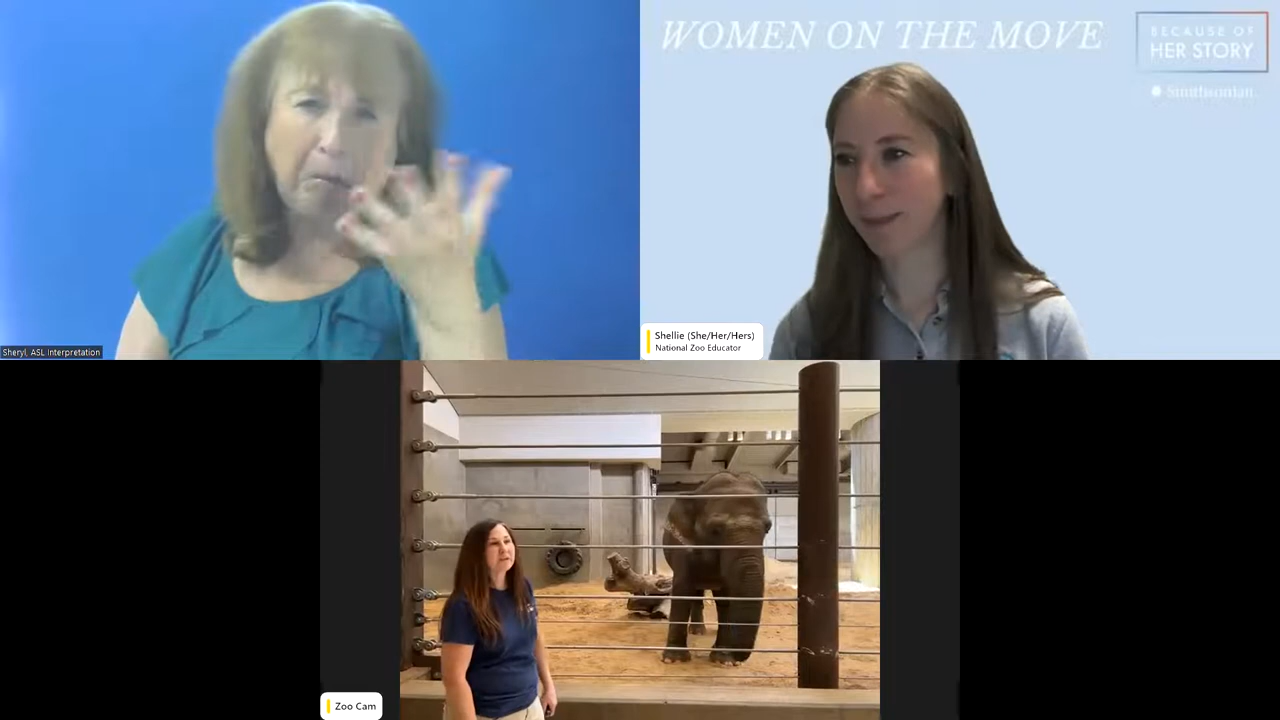 WOMEN ON THE MOVE
BECAUSE OF
HER STORY
Smithsonian
Sheryl, ASL Interpretation
Shellie (She/Her/Hers)
National Zoo Educator
Zoo Cam